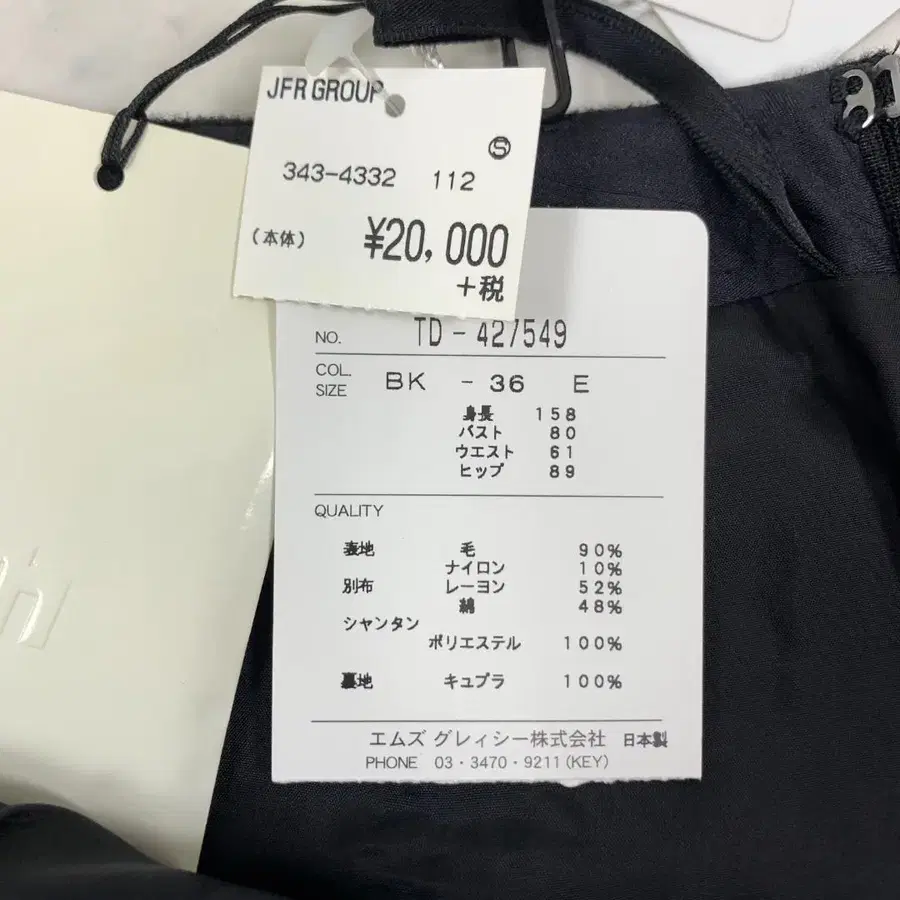 JFR GROUP
Ⓢ
343-4332 112
(本体) ¥20,000
+税
NO. TD-427549
COL. SIZE BK - 36 E
身長 158
バスト 80
ウエスト 61
ヒップ 89
QUALITY
表地 毛 90%
ナイロン 10%
別布 レーヨン 52%
綿 48%
シャンタン
ポリエステル 100%
裏地 キュプラ 100%
エムズ グレィシー株式会社 日本製
PHONE 03・3470・9211(KEY)